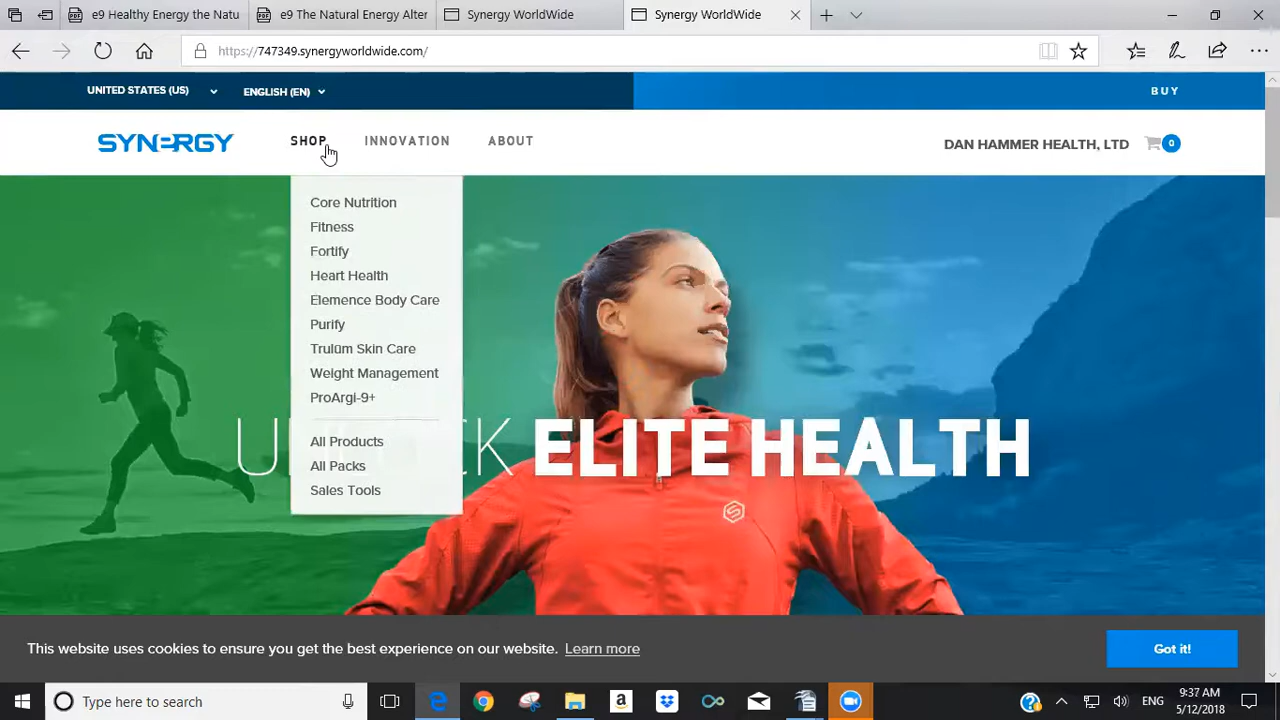 e9 Healthy Energy the Natu
e9 The Natural Energy Alter
Synergy WorldWide
Synergy WorldWide
https://747349.synergyworldwide.com/
UNITED STATES (US)
ENGLISH (EN)
BUY
SYNERGY
SHOP
INNOVATION
ABOUT
DAN HAMMER HEALTH, LTD
0
Core Nutrition
Fitness
Fortify
Heart Health
Elemence Body Care
Purify
Trulūm Skin Care
Weight Management
ProArgi-9+
All Products
All Packs
Sales Tools
ELITE HEALTH
This website uses cookies to ensure you get the best experience on our website. Learn more
Got it!
Type here to search
ENG
9:37 AM
5/12/2018